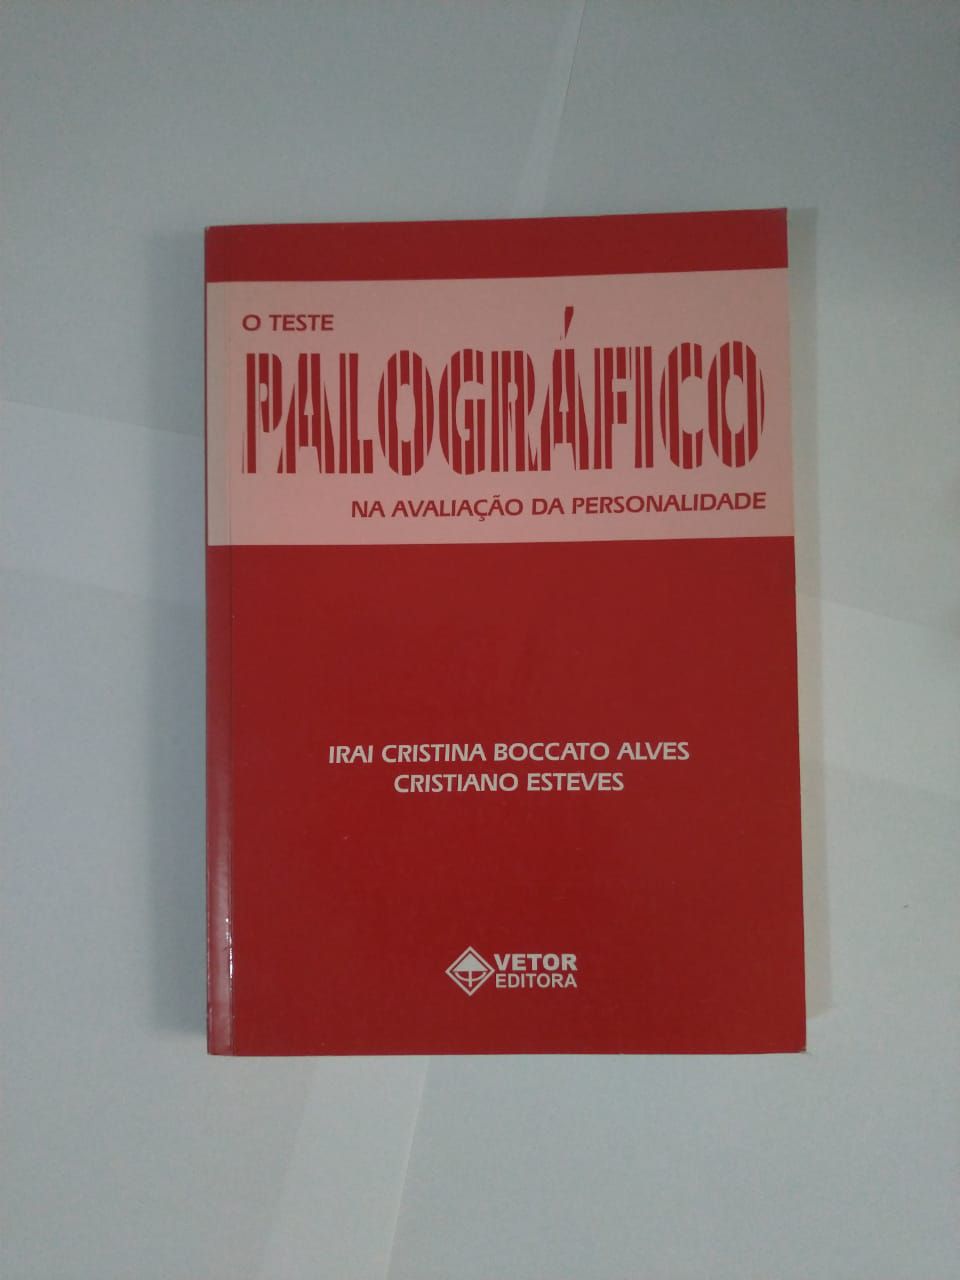 O TESTE
PALOGRÁFICO
NA AVALIAÇÃO DA PERSONALIDADE
IRAI CRISTINA BOCCATO ALVES
CRISTIANO ESTEVES
VETOR
EDITORA